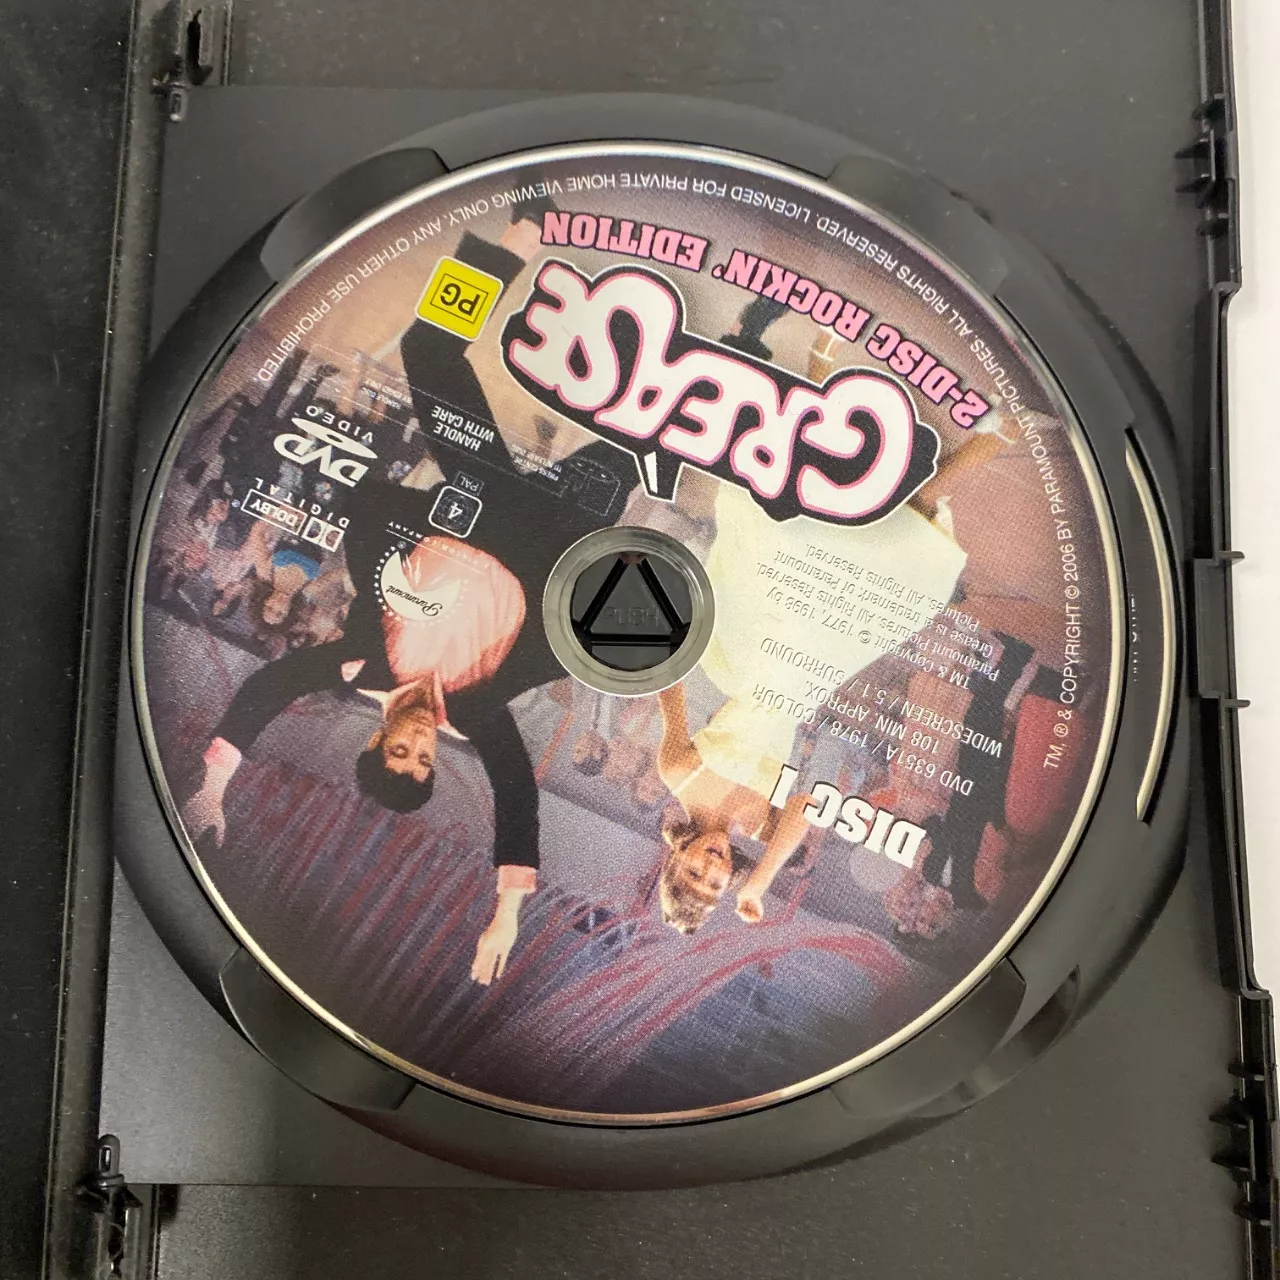 DISC 1
DVD 6351A / 1978 / COLOUR
108 MIN. APPROX.
WIDESCREEN / 5.1 / SURROUND
TM & Copyright © 1977, 1998 by
Paramount Pictures. All Rights Reserved.
Grease is a trademark of Paramount
Pictures. All Rights Reserved.
GREASE
2-DISC ROCKIN' EDITION
PG
HANDLE
WITH CARE
4
PAL
Paramount
®
DOLBY
DIGITAL
DVD
VIDEO
TM, ® & COPYRIGHT © 2006 BY PARAMOUNT PICTURES. ALL RIGHTS RESERVED. LICENSED FOR PRIVATE HOME VIEWING ONLY. ANY OTHER USE PROHIBITED.